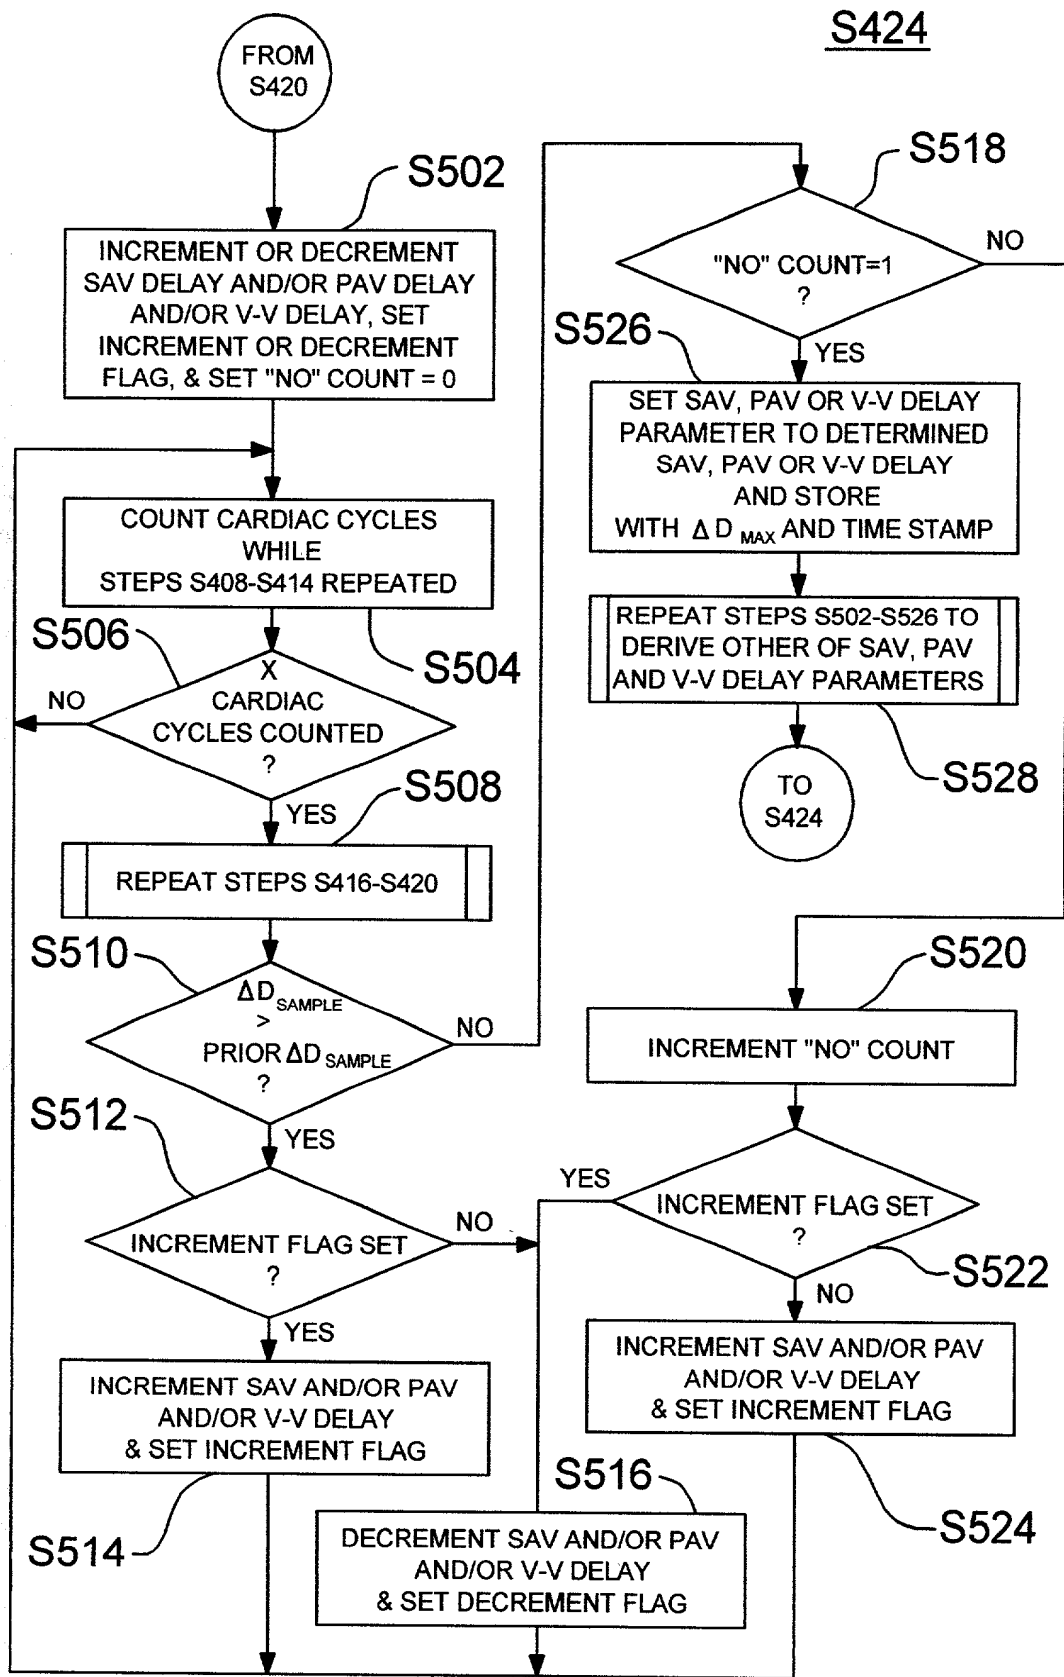 S424
FROM
S420
S502
INCREMENT OR DECREMENT
SAV DELAY AND/OR PAV DELAY
AND/OR V-V DELAY, SET
INCREMENT OR DECREMENT
FLAG, & SET "NO" COUNT = 0
COUNT CARDIAC CYCLES
WHILE
STEPS S408-S414 REPEATED
S504
S506
X
CARDIAC
CYCLES COUNTED
?
NO
YES
S508
REPEAT STEPS S416-S420
S510
ΔD SAMPLE
>
PRIOR ΔD SAMPLE
?
NO
YES
S512
INCREMENT FLAG SET
?
NO
YES
INCREMENT SAV AND/OR PAV
AND/OR V-V DELAY
& SET INCREMENT FLAG
S514
S516
DECREMENT SAV AND/OR PAV
AND/OR V-V DELAY
& SET DECREMENT FLAG
S518
"NO" COUNT=1
?
NO
YES
S526
SET SAV, PAV OR V-V DELAY
PARAMETER TO DETERMINED
SAV, PAV OR V-V DELAY
AND STORE
WITH Δ D MAX AND TIME STAMP
REPEAT STEPS S502-S526 TO
DERIVE OTHER OF SAV, PAV
AND V-V DELAY PARAMETERS
S528
TO
S424
S520
INCREMENT "NO" COUNT
YES
INCREMENT FLAG SET
?
S522
NO
INCREMENT SAV AND/OR PAV
AND/OR V-V DELAY
& SET INCREMENT FLAG
S524